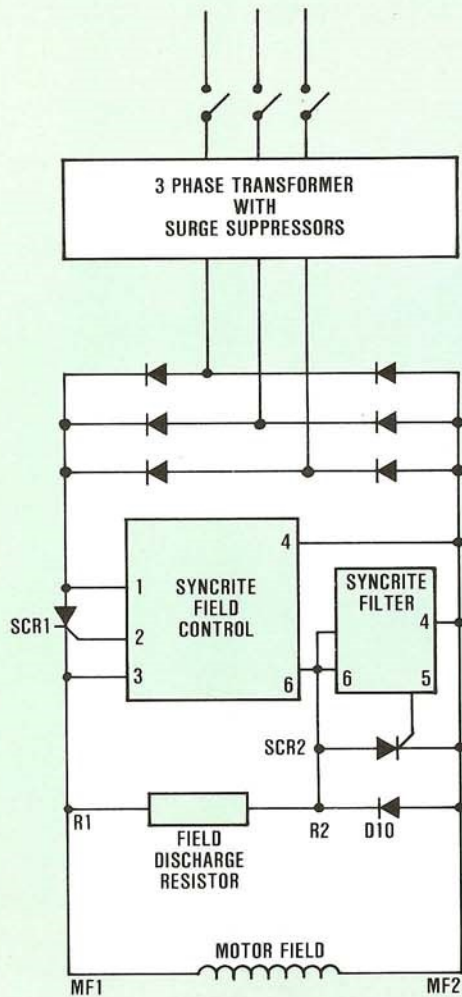 3 PHASE TRANSFORMER
WITH
SURGE SUPPRESSORS
4
1
SYNCRITE
FIELD
CONTROL
SYNCRITE
FILTER
4
SCR1
2
3
6
6
5
SCR2
R1
FIELD
DISCHARGE
RESISTOR
R2
D10
MOTOR FIELD
MF1
MF2